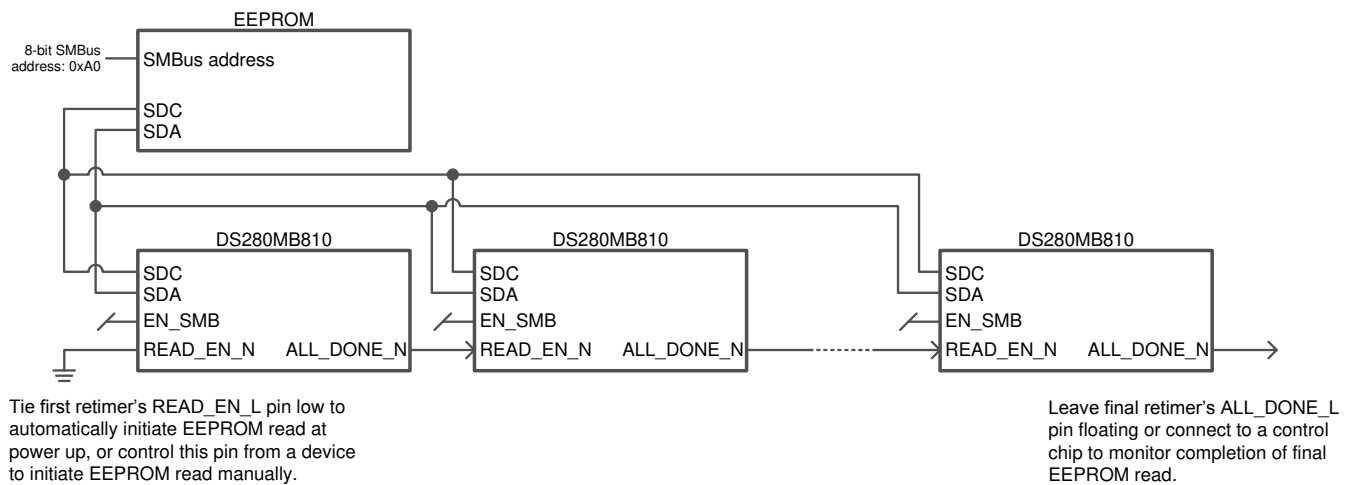 EEPROM
8-bit SMBus
address: 0xA0
SMBus address
SDC
SDA
DS280MB810
DS280MB810
DS280MB810
SDC
SDA
EN_SMB
READ_EN_N ALL_DONE_N
SDC
SDA
EN_SMB
READ_EN_N ALL_DONE_N
SDC
SDA
EN_SMB
READ_EN_N ALL_DONE_N
Tie first retimer's READ_EN_L pin low to
automatically initiate EEPROM read at
power up, or control this pin from a device
to initiate EEPROM read manually.
Leave final retimer's ALL_DONE_L
pin floating or connect to a control
chip to monitor completion of final
EEPROM read.